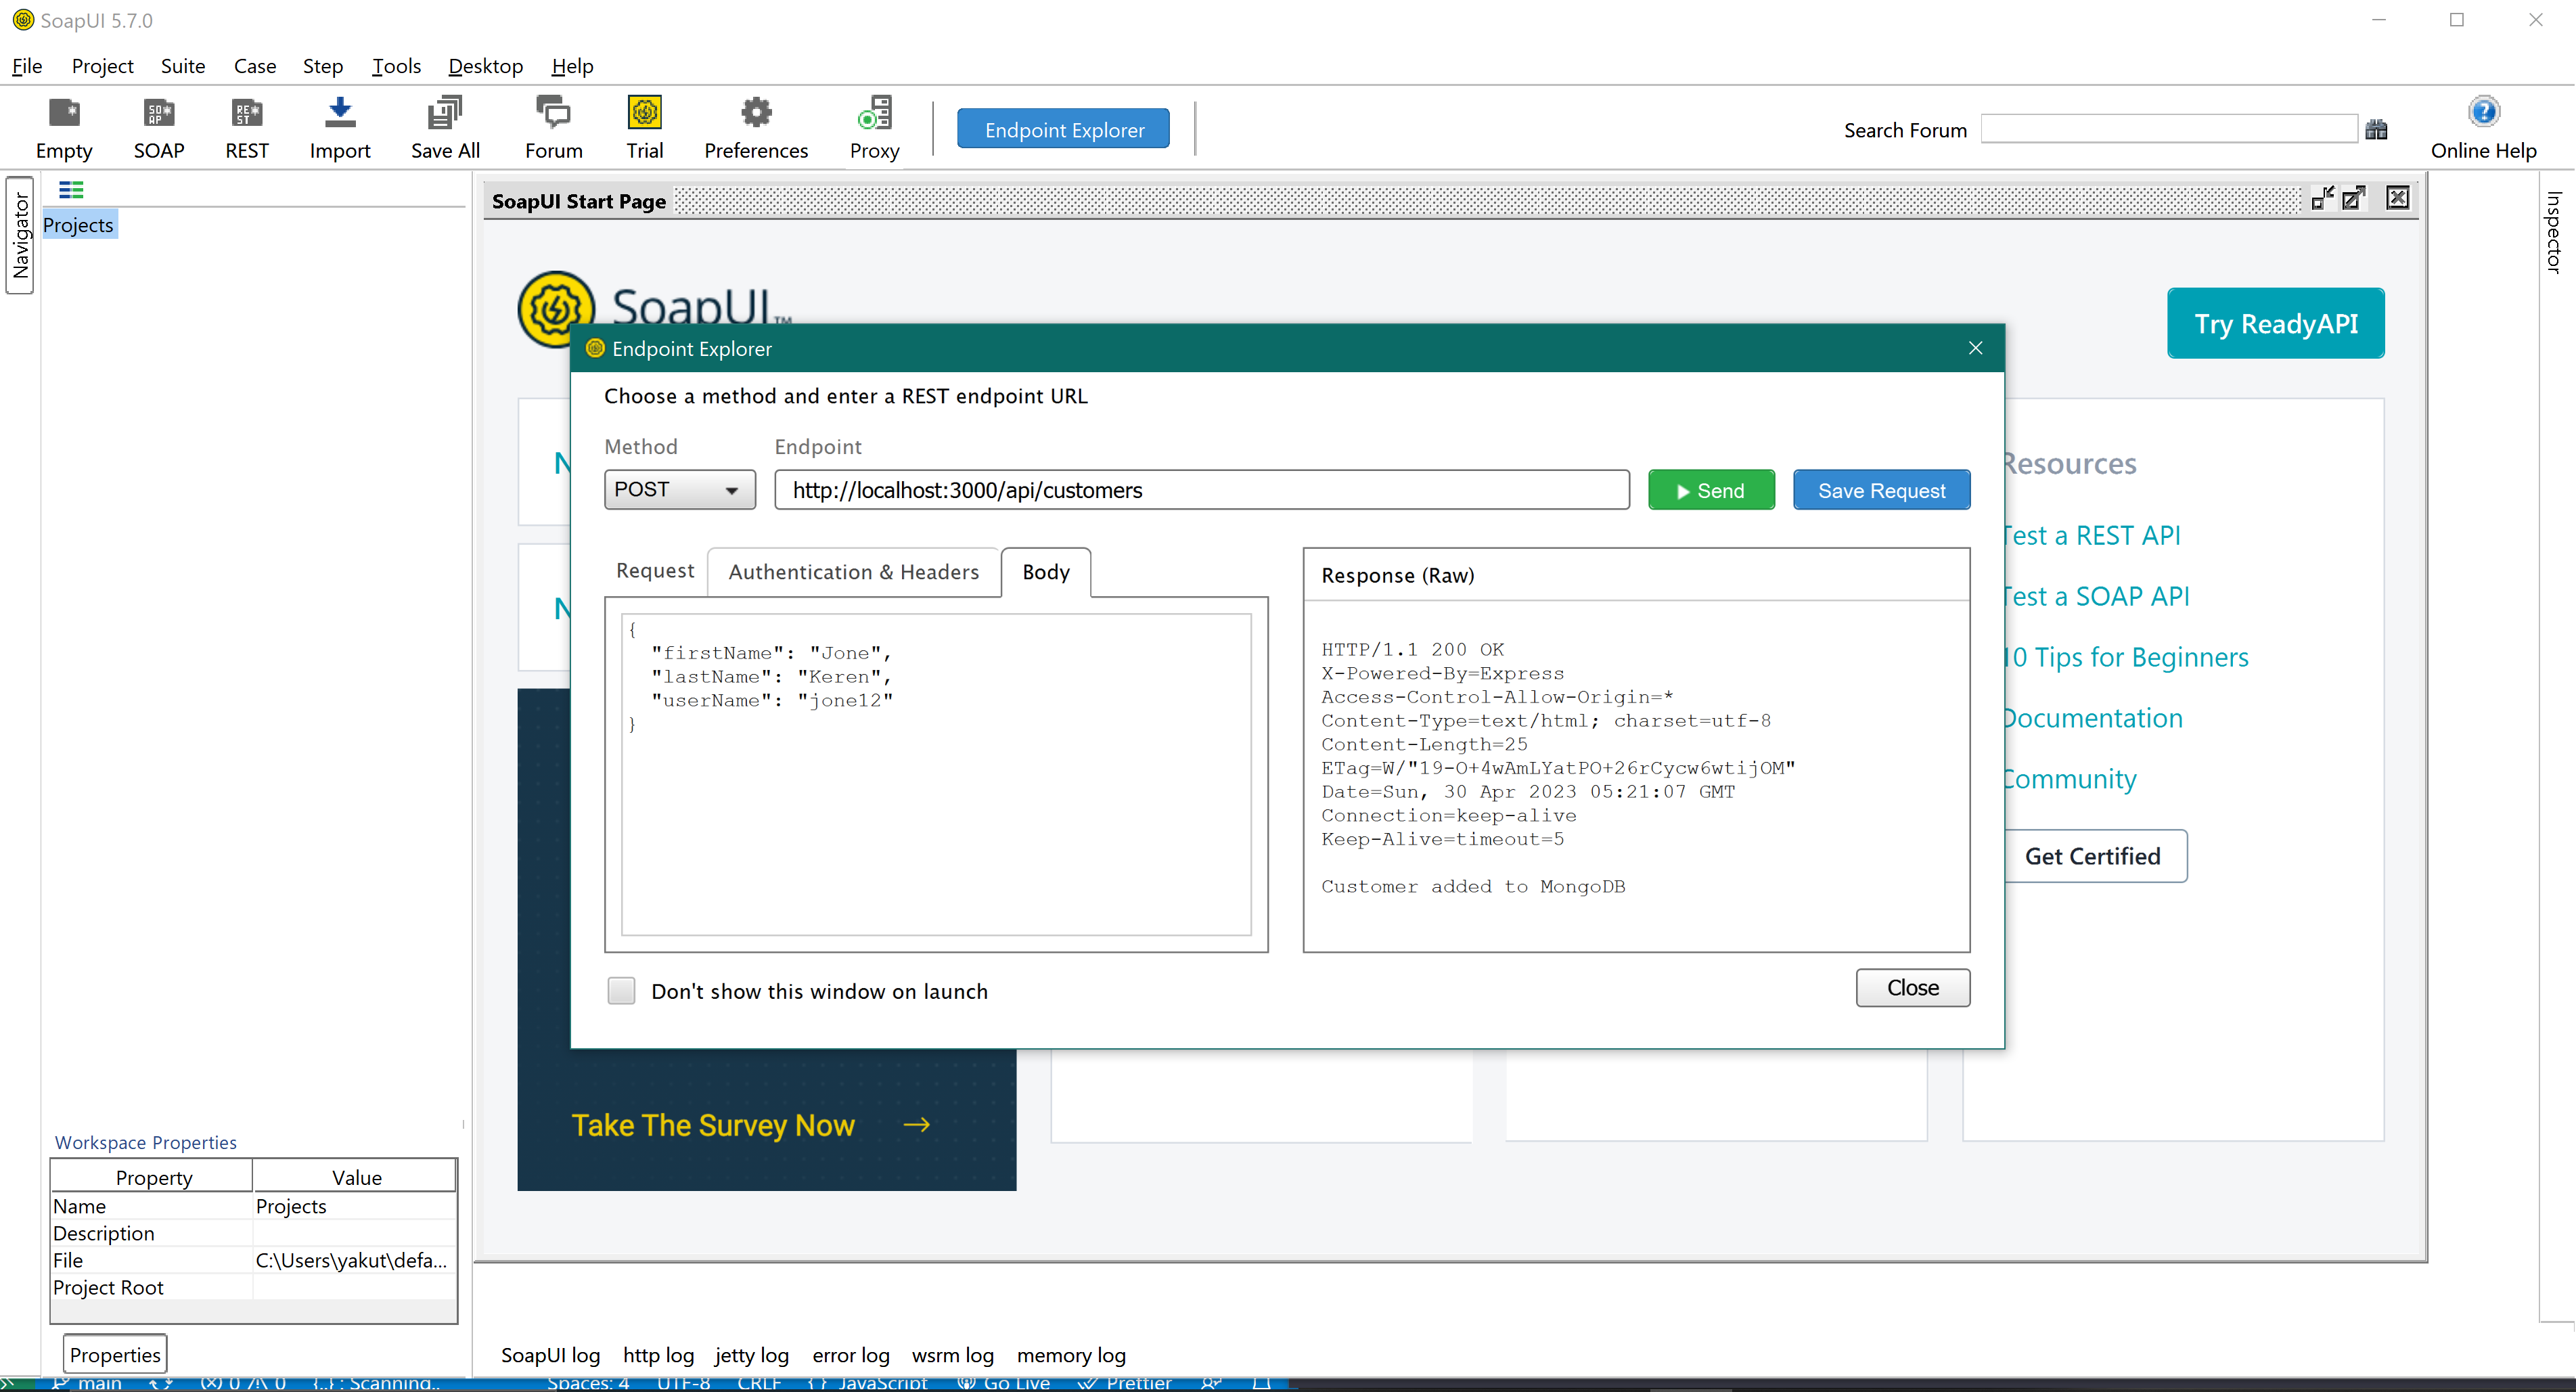 SoapUI 5.7.0
File Project Suite Case Step Tools Desktop Help
Empty SOAP REST Import Save All Forum Trial Preferences Proxy Endpoint Explorer Search Forum Online Help
Navigator
Projects
SoapUI Start Page
Inspector
SoapUI™
Try ReadyAPI
Endpoint Explorer
Choose a method and enter a REST endpoint URL
Method Endpoint
POST http://localhost:3000/api/customers Send Save Request
Request Authentication & Headers Body
{
"firstName": "Jone",
"lastName": "Keren",
"userName": "jone12"
}
Response (Raw)
HTTP/1.1 200 OK
X-Powered-By=Express
Access-Control-Allow-Origin=*
Content-Type=text/html; charset=utf-8
Content-Length=25
ETag=W/"19-O+4wAmLYatPO+26rCycw6wtijOM"
Date=Sun, 30 Apr 2023 05:21:07 GMT
Connection=keep-alive
Keep-Alive=timeout=5
Customer added to MongoDB
Don't show this window on launch
Close
Resources
Test a REST API
Test a SOAP API
10 Tips for Beginners
Documentation
Community
Get Certified
Take The Survey Now →
Workspace Properties
Property Value
Name Projects
Description
File C:\Users\yakut\defa...
Project Root
Properties
SoapUI log http log jetty log error log wsrm log memory log
main 0 0 {..} : Scanning.. Spaces: 4 UTF-8 CRLF { } JavaScript Go Live Prettier